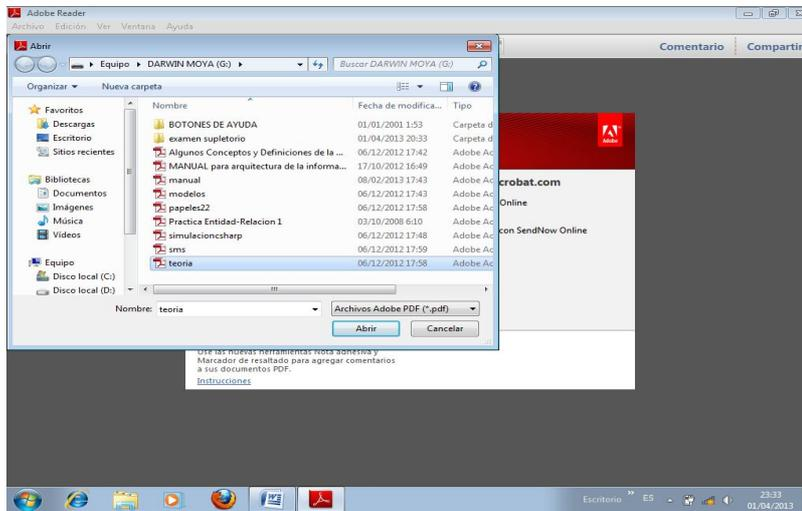 Adobe Reader
Archivo Edición Ver Ventana Ayuda
Comentario Compartir
Abrir
Equipo DARWIN MOYA (G:)
Buscar DARWIN MOYA (G:)
Organizar Nueva carpeta
Favoritos
Descargas
Escritorio
Sitios recientes
Bibliotecas
Documentos
Imágenes
Música
Vídeos
Equipo
Disco local (C:)
Disco local (D:)
Nombre Fecha de modifica... Tipo
BOTONES DE AYUDA 01/01/2001 1:53 Carpeta d
examen supletorio 01/04/2013 20:33 Carpeta d
Algunos Conceptos y Definiciones de la ... 06/12/2012 17:42 Adobe Ac
MANUAL para arquitectura de la informa... 17/10/2012 16:49 Adobe Ac
manual 08/02/2013 17:43 Adobe Ac
modelos 06/12/2012 17:43 Adobe Ac
papeles22 06/12/2012 17:58 Adobe Ac
Practica Entidad-Relacion 1 03/10/2008 6:10 Adobe Ac
simulacioncsharp 06/12/2012 17:48 Adobe Ac
sms 06/12/2012 17:59 Adobe Ac
teoria 06/12/2012 17:58 Adobe Ac
Nombre: teoria Archivos Adobe PDF (*.pdf)
Abrir Cancelar
Adobe
crobat.com
Online
con SendNow Online
Use las nuevas herramientas Nota adhesiva y
Marcador de resaltado para agregar comentarios
a sus documentos PDF.
Instrucciones
Escritorio ES 23:33
01/04/2013